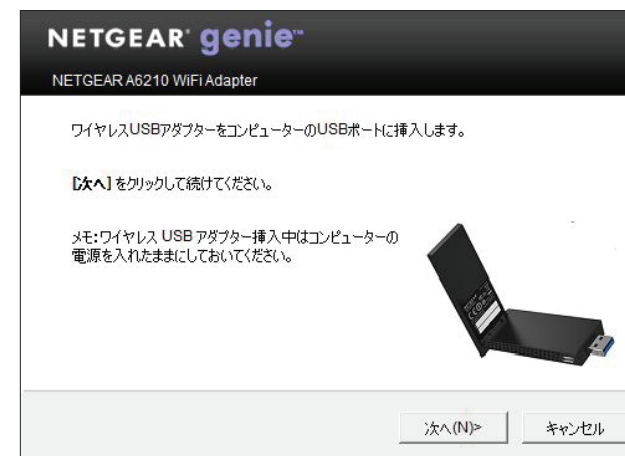 NETGEAR® genie™
NETGEAR A6210 WiFi Adapter
ワイヤレスUSBアダプターをコンピューターのUSBポートに挿入します。
[次へ] をクリックして続けてください。
メモ:ワイヤレス USB アダプター挿入中はコンピューターの
電源を入れたままにしておいてください。
次へ(N)>
キャンセル